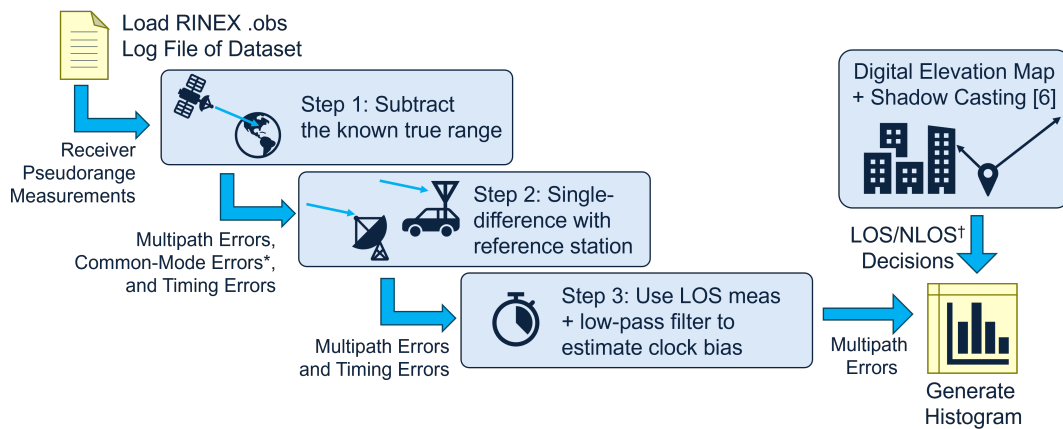 Load RINEX .obs
Log File of Dataset
Receiver
Pseudorange
Measurements
Step 1: Subtract
the known true range
Multipath Errors,
Common-Mode Errors*,
and Timing Errors
Step 2: Single-
difference with
reference station
Multipath Errors
and Timing Errors
Step 3: Use LOS meas
+ low-pass filter to
estimate clock bias
Multipath
Errors
Digital Elevation Map
+ Shadow Casting [6]
LOS/NLOS†
Decisions
Generate
Histogram